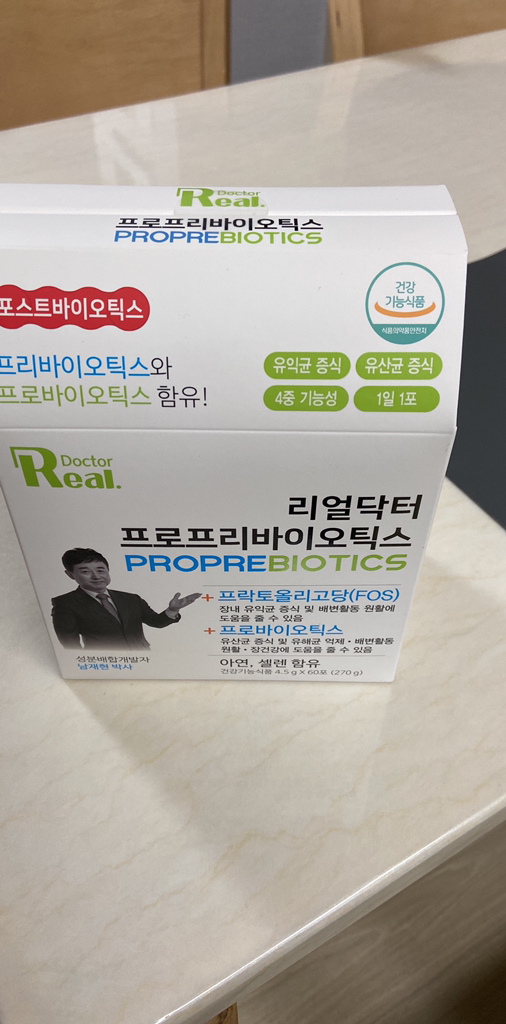 Doctor
Real.
프로프리바이오틱스
PROPREBIOTICS
포스트바이오틱스
건강
기능식품
식품의약품안전처
프리바이오틱스와
프로바이오틱스 함유!
유익균 증식
유산균 증식
4중 기능성
1일 1포
Doctor
Real.
리얼닥터
프로프리바이오틱스
PROPREBIOTICS
+ 프락토올리고당(FOS)
장내 유익균 증식 및 배변활동 원활에
도움을 줄 수 있음
+ 프로바이오틱스
유산균 증식 및 유해균 억제·배변활동
원활·장건강에 도움을 줄 수 있음
성분배합개발자
남재현 박사
아연, 셀렌 함유
건강기능식품 4.5 g X 60포 (270 g)